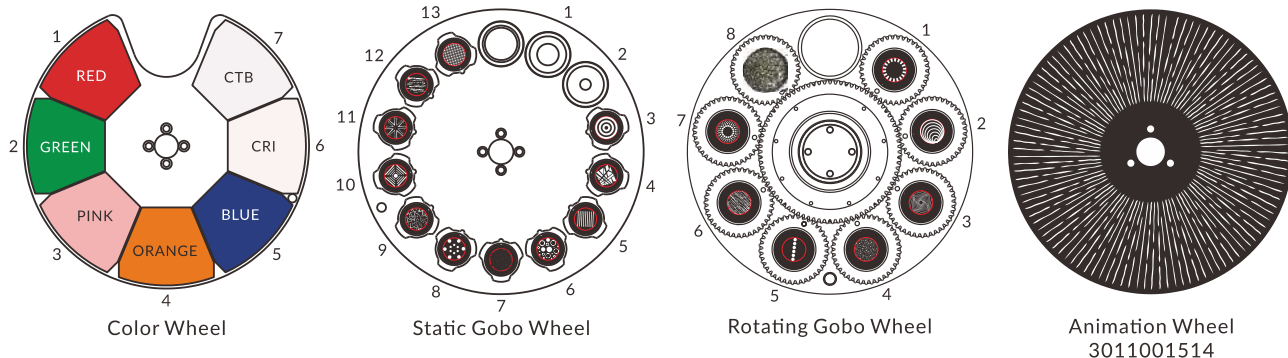 1
RED
7
CTB
2
GREEN
6
CRI
PINK
3
BLUE
5
ORANGE
4
Color Wheel
13
1
12
2
11
3
10
4
9
5
8
6
7
Static Gobo Wheel
8
1
7
2
6
3
5
4
Rotating Gobo Wheel
Animation Wheel
3011001514